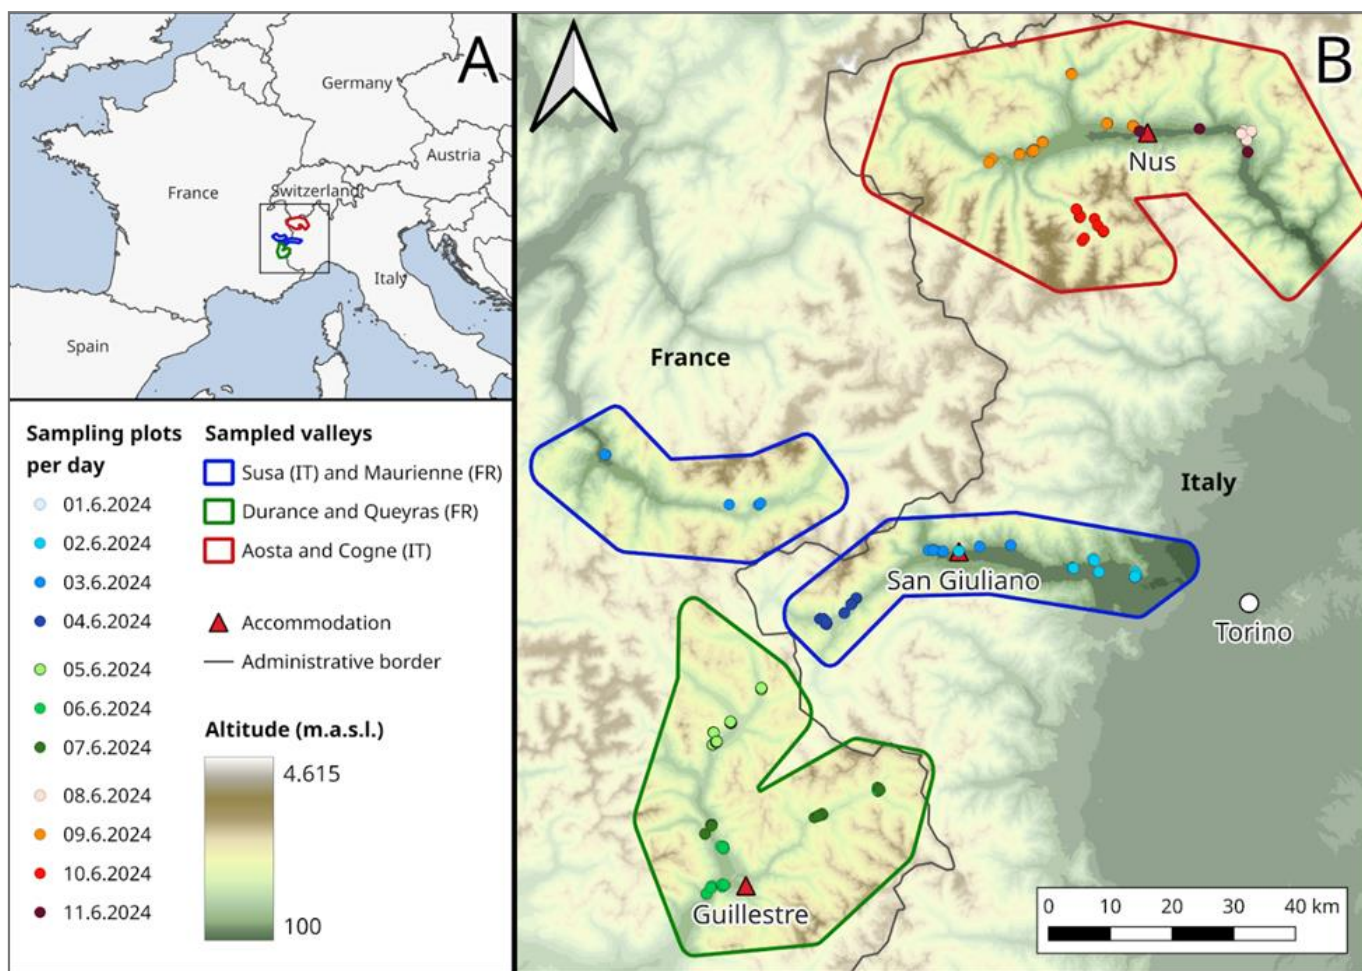 A
Germany
Austria
France
Switzerland
Italy
Spain
Sampling plots
per day
01.6.2024
02.6.2024
03.6.2024
04.6.2024
05.6.2024
06.6.2024
07.6.2024
08.6.2024
09.6.2024
10.6.2024
11.6.2024
Sampled valleys
Susa (IT) and Maurienne (FR)
Durance and Queyras (FR)
Aosta and Cogne (IT)
Accommodation
Administrative border
Altitude (m.a.s.l.)
4.615
100
B
Nus
France
Italy
San Giuliano
Torino
Guillestre
0 10 20 30 40 km